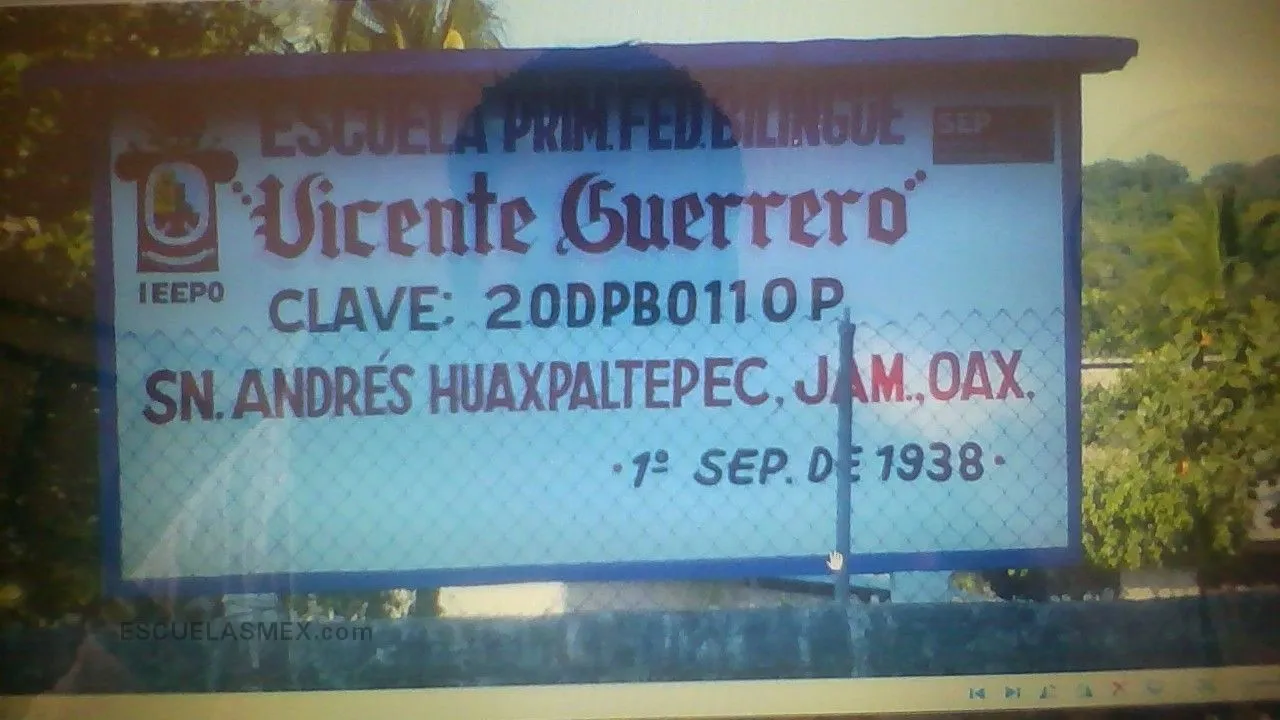 ESCUELA PRIM. FED. BILINGÜE
SEP
"Vicente Guerrero"
IEEPO
CLAVE: 20DPB0110P
SN. ANDRÉS HUAXPALTEPEC, JAM., OAX.
·1º SEP. DE 1938·
ESCUELASMEX.com